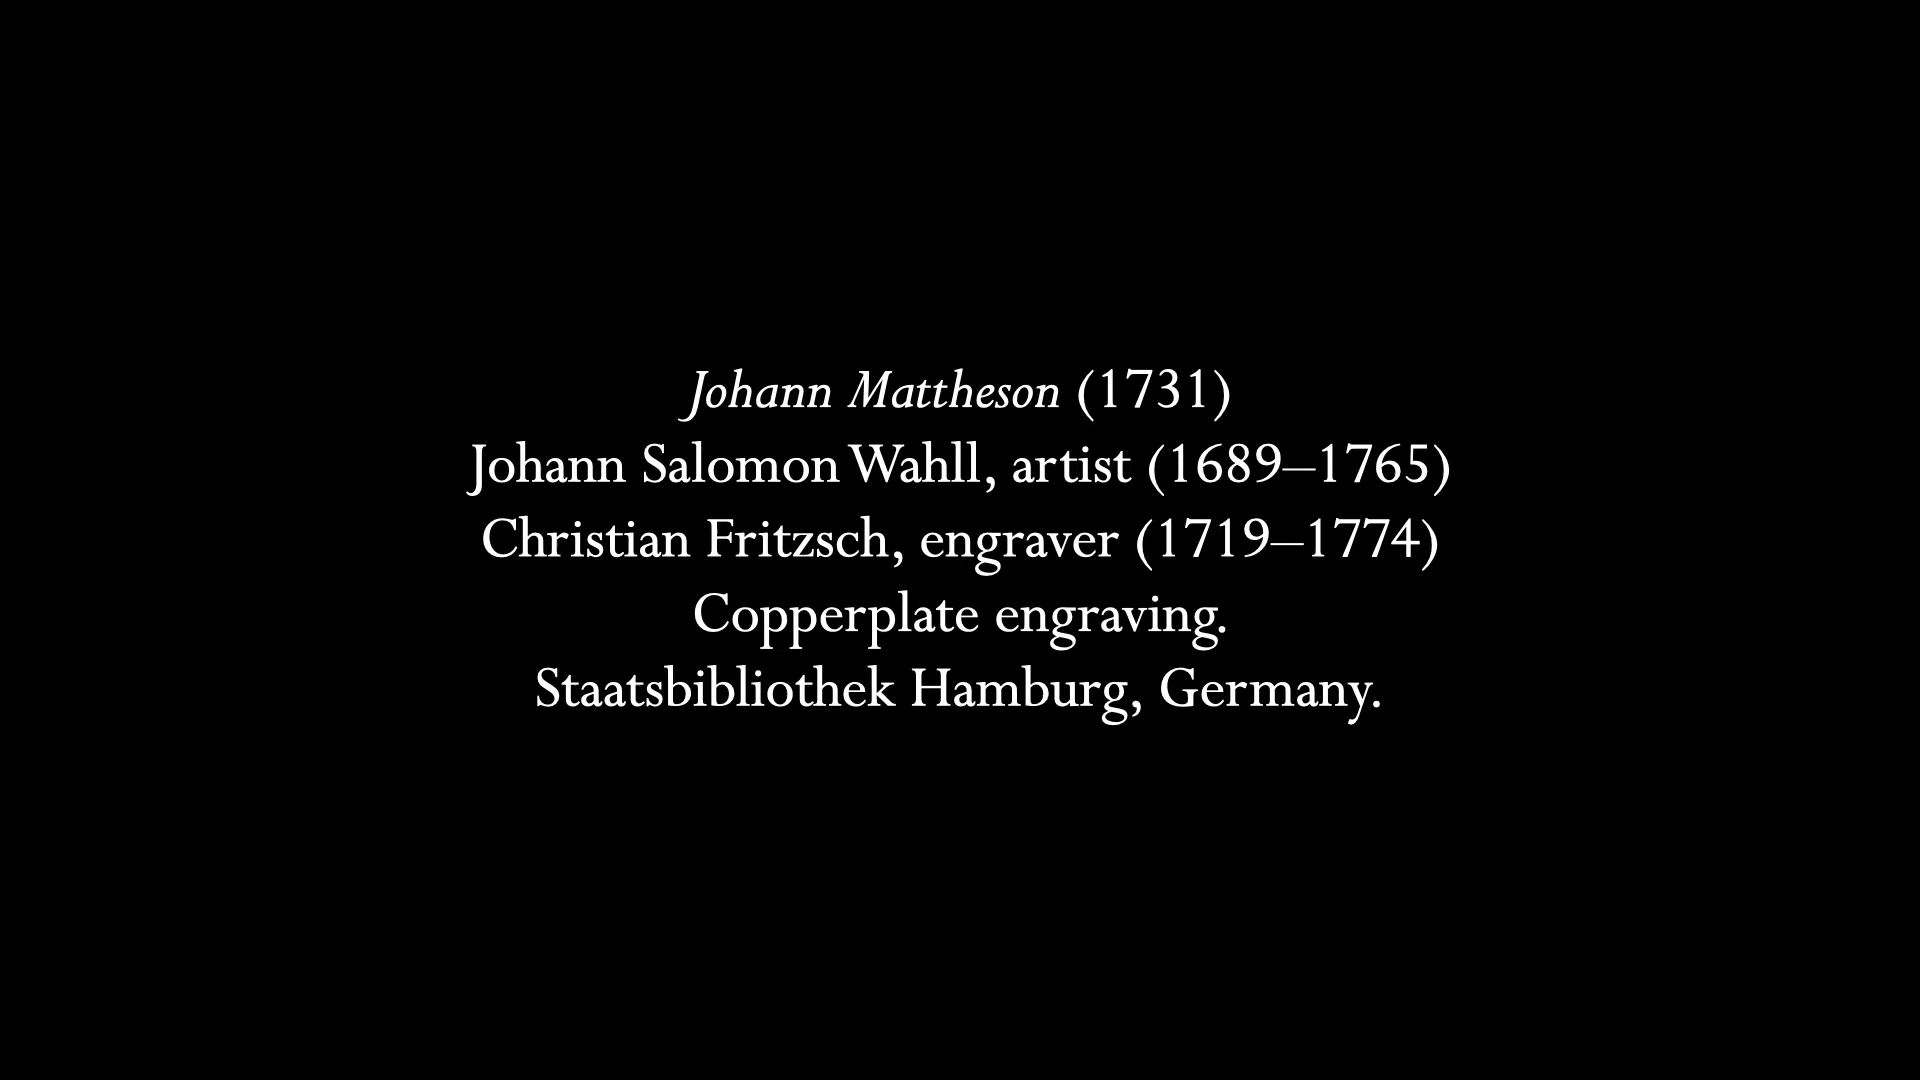 Johann Mattheson (1731)
Johann Salomon Wahll, artist (1689–1765)
Christian Fritzsch, engraver (1719–1774)
Copperplate engraving.
Staatsbibliothek Hamburg, Germany.